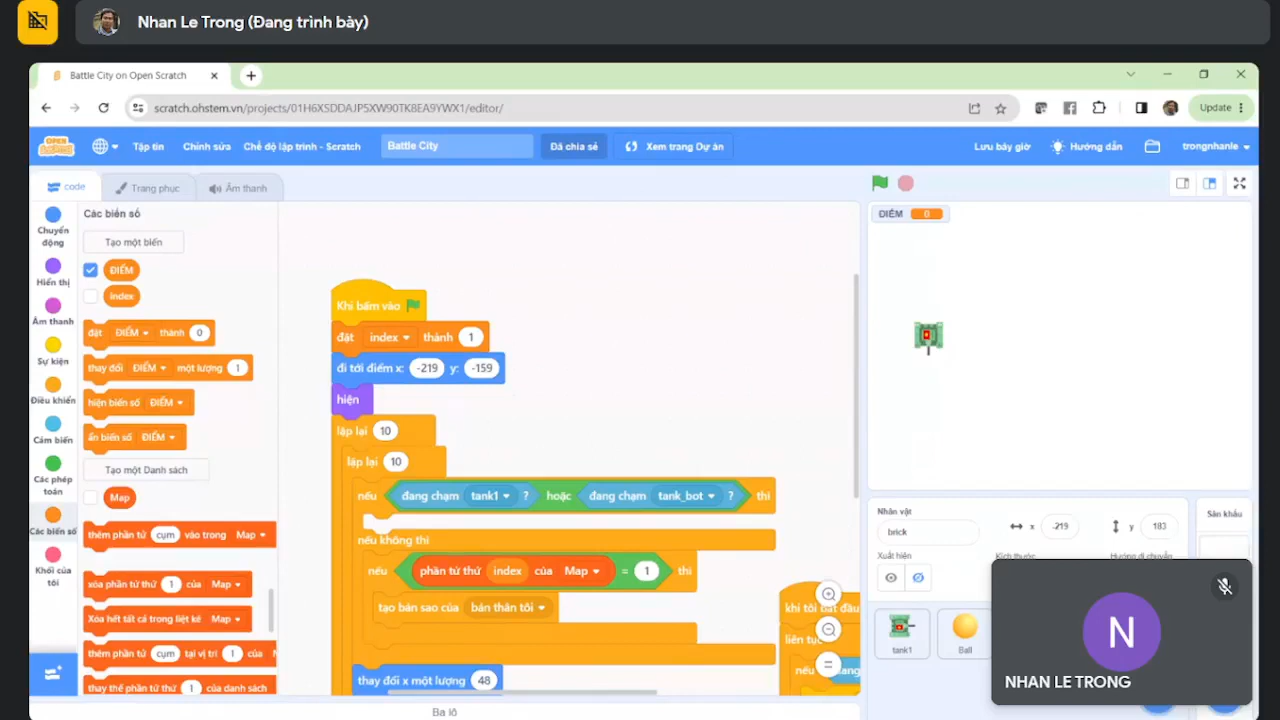 Nhan Le Trong (Đang trình bày)
Battle City on Open Scratch
scratch.ohstem.vn/projects/01H6XSDDAJP5XW90TK8EA9YWX1/editor/
Update
OPEN
Tập tin
Chỉnh sửa
Chế độ lập trình - Scratch
Battle City
Đã chia sẻ
Xem trang Dự án
Lưu bây giờ
Hướng dẫn
trongnhanle
code
Trang phục
Âm thanh
Chuyển động
Hiển thị
Âm thanh
Sự kiện
Điều khiển
Cảm biến
Các phép toán
Các biến số
Khối của tôi
Các biến số
Tạo một biến
ĐIỂM
index
đặt ĐIỂM thành 0
thay đổi ĐIỂM một lượng 1
hiện biến số ĐIỂM
ẩn biến số ĐIỂM
Tạo một Danh sách
Map
thêm phần tử cụm vào trong Map
xóa phần tử thứ 1 của Map
Xóa hết tất cả trong liệt kê Map
thêm phần tử cụm tại vị trí 1 của
thay thế phần tử thứ 1 của danh sách
Khi bấm vào
đặt index thành 1
đi tới điểm x: -219 y: -159
hiện
lặp lại 10
lặp lại 10
nếu đang chạm tank1 ? hoặc đang chạm tank_bot ? thì
nếu không thì
nếu phần tử thứ index của Map = 1 thì
tạo bản sao của bản thân tôi
thay đổi x một lượng 48
khi tôi bắt đầu
liên tục
nếu
Ba lô
ĐIỂM 0
Nhân vật
brick
x -219
y 183
Xuất hiện
Kích thước
Hướng di chuyển
Sân khấu
tank1
Ball
N
NHAN LE TRONG